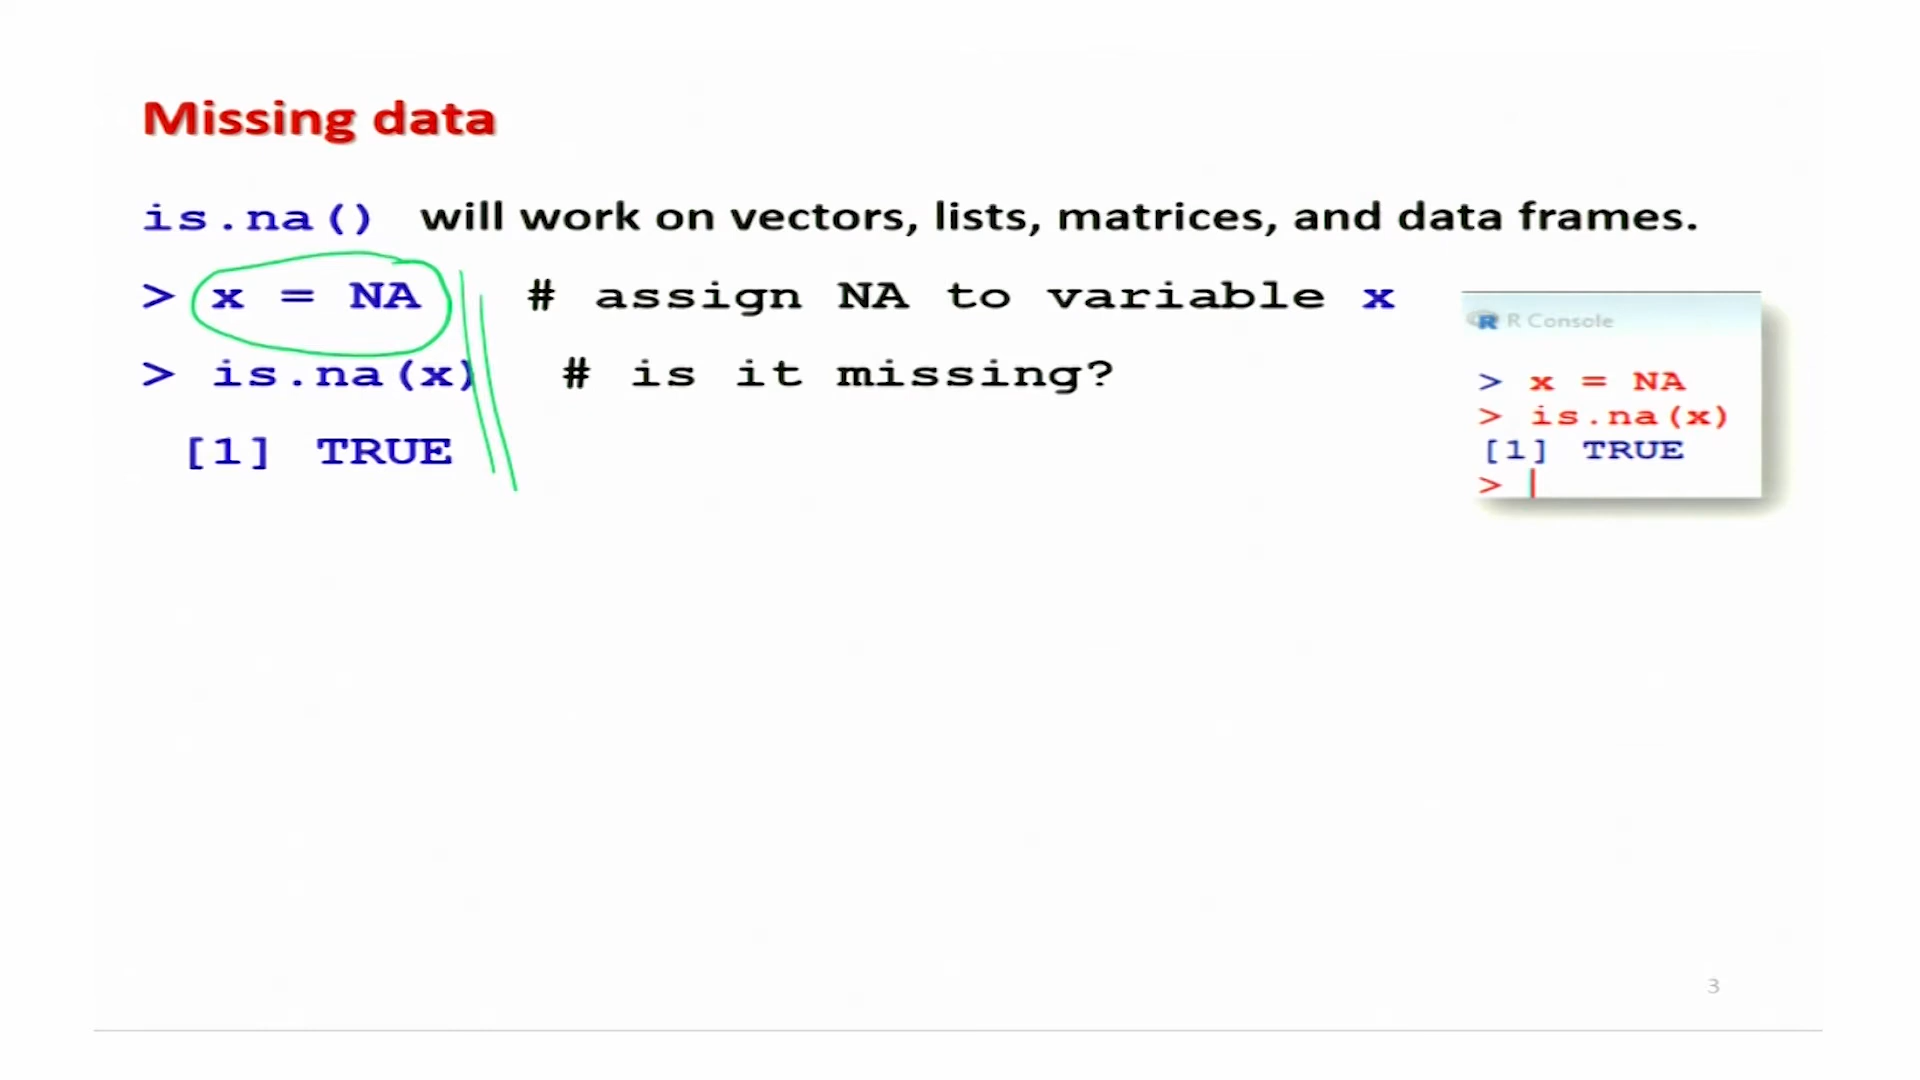 Missing data
is.na() will work on vectors, lists, matrices, and data frames.
> x = NA # assign NA to variable x
> is.na(x) # is it missing?
[1] TRUE
R R Console
> x = NA
> is.na(x)
[1] TRUE
>
3